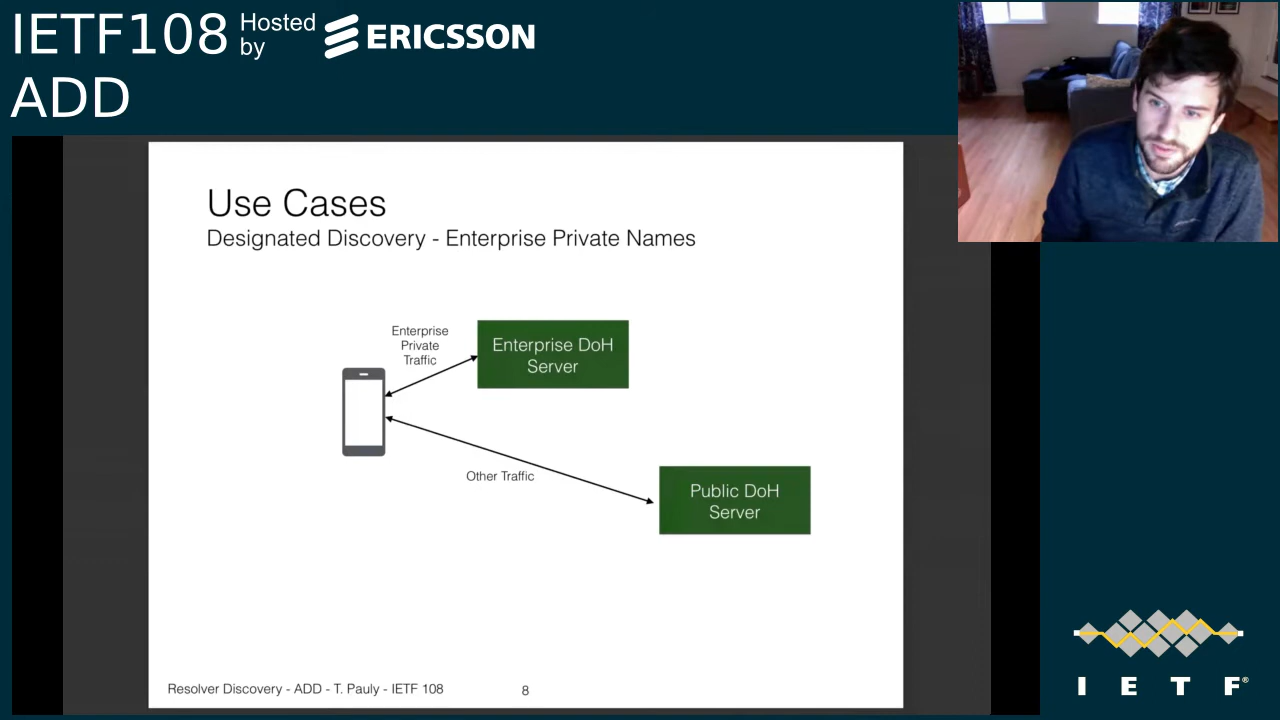 IETF108 Hosted by ERICSSON
ADD
Use Cases
Designated Discovery - Enterprise Private Names
Enterprise
Private
Traffic
Enterprise DoH
Server
Other Traffic
Public DoH
Server
Resolver Discovery - ADD - T. Pauly - IETF 108
8
I E T F®